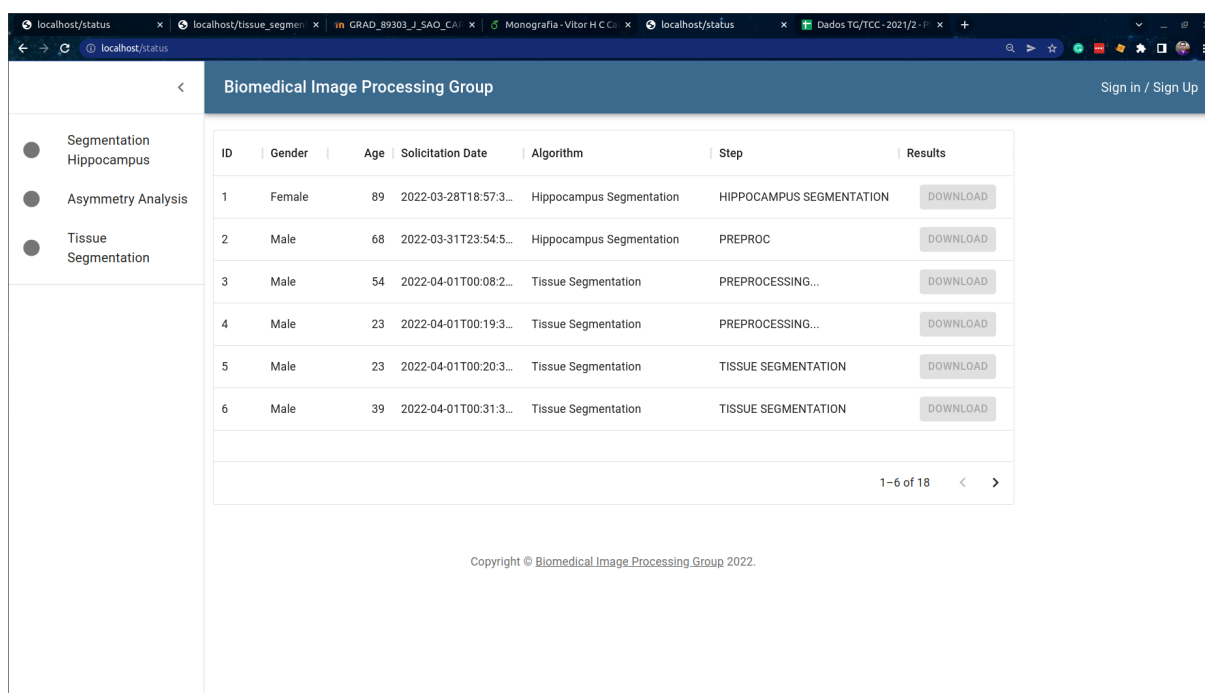 localhost/status
localhost/tissue_segmen
GRAD_89303_J_SAO_CAR
Monografia - Vitor H C Ca
localhost/status
Dados TG/TCC - 2021/2 - P
localhost/status
Biomedical Image Processing Group
Sign in / Sign Up
Segmentation
Hippocampus
Asymmetry Analysis
Tissue
Segmentation
ID Gender Age Solicitation Date Algorithm Step Results
1 Female 89 2022-03-28T18:57:3... Hippocampus Segmentation HIPPOCAMPUS SEGMENTATION DOWNLOAD
2 Male 68 2022-03-31T23:54:5... Hippocampus Segmentation PREPROC DOWNLOAD
3 Male 54 2022-04-01T00:08:2... Tissue Segmentation PREPROCESSING... DOWNLOAD
4 Male 23 2022-04-01T00:19:3... Tissue Segmentation PREPROCESSING... DOWNLOAD
5 Male 23 2022-04-01T00:20:3... Tissue Segmentation TISSUE SEGMENTATION DOWNLOAD
6 Male 39 2022-04-01T00:31:3... Tissue Segmentation TISSUE SEGMENTATION DOWNLOAD
1–6 of 18
Copyright © Biomedical Image Processing Group 2022.